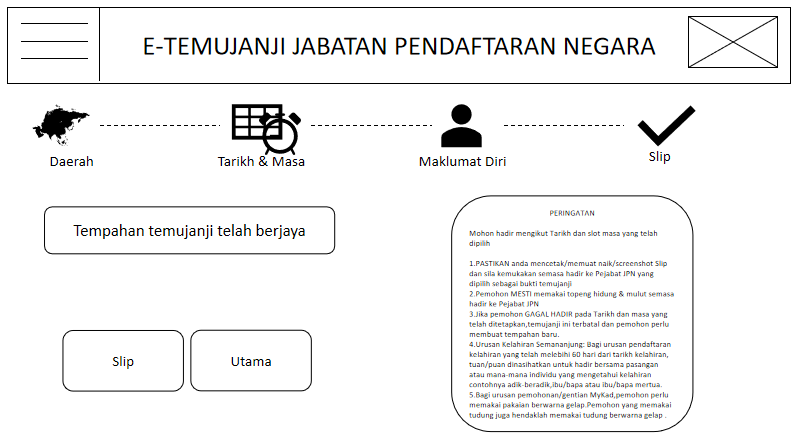 E-TEMUJANJI JABATAN PENDAFTARAN NEGARA
Daerah
Tarikh & Masa
Maklumat Diri
Slip
Tempahan temujanji telah berjaya
Slip
Utama
PERINGATAN
Mohon hadir mengikut Tarikh dan slot masa yang telah
dipilih
1.PASTIKAN anda mencetak/memuat naik/screenshot Slip
dan sila kemukakan semasa hadir ke Pejabat JPN yang
dipilih sebagai bukti temujanji
2.Pemohon MESTI memakai topeng hidung & mulut semasa
hadir ke Pejabat JPN
3.Jika pemohon GAGAL HADIR pada Tarikh dan masa yang
telah ditetapkan,temujanji ini terbatal dan pemohon perlu
membuat tempahan baru.
4.Urusan Kelahiran Semananjung: Bagi urusan pendaftaran
kelahiran yang telah melebihi 60 hari dari tarikh kelahiran,
tuan/puan dinasihatkan untuk hadir bersama pasangan
atau mana-mana individu yang mengetahui kelahiran
contohnya adik-beradik,ibu/bapa atau ibu/bapa mertua.
5.Bagi urusan pemohonan/gentian MyKad,pemohon perlu
memakai pakaian berwarna gelap.Pemohon yang memakai
tudung juga hendaklah memakai tudung berwarna gelap .